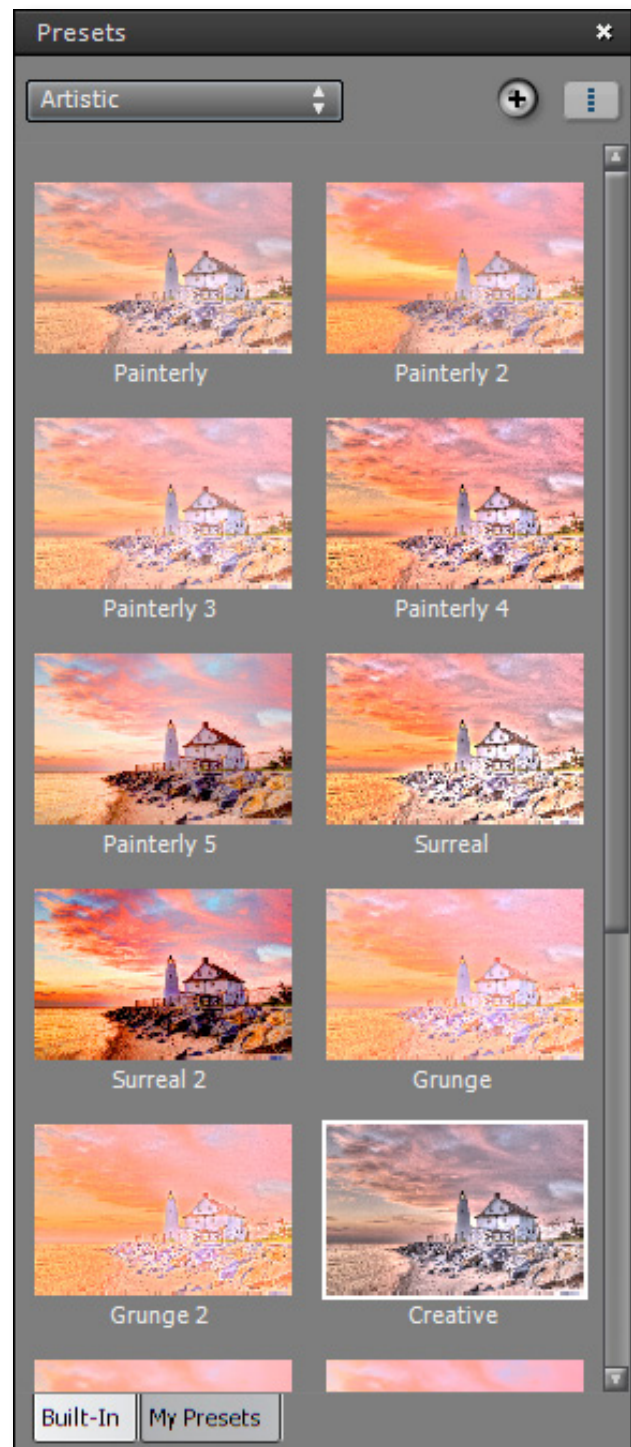 Presets
Artistic
Painterly
Painterly 2
Painterly 3
Painterly 4
Painterly 5
Surreal
Surreal 2
Grunge
Grunge 2
Creative
Built-In
My Presets